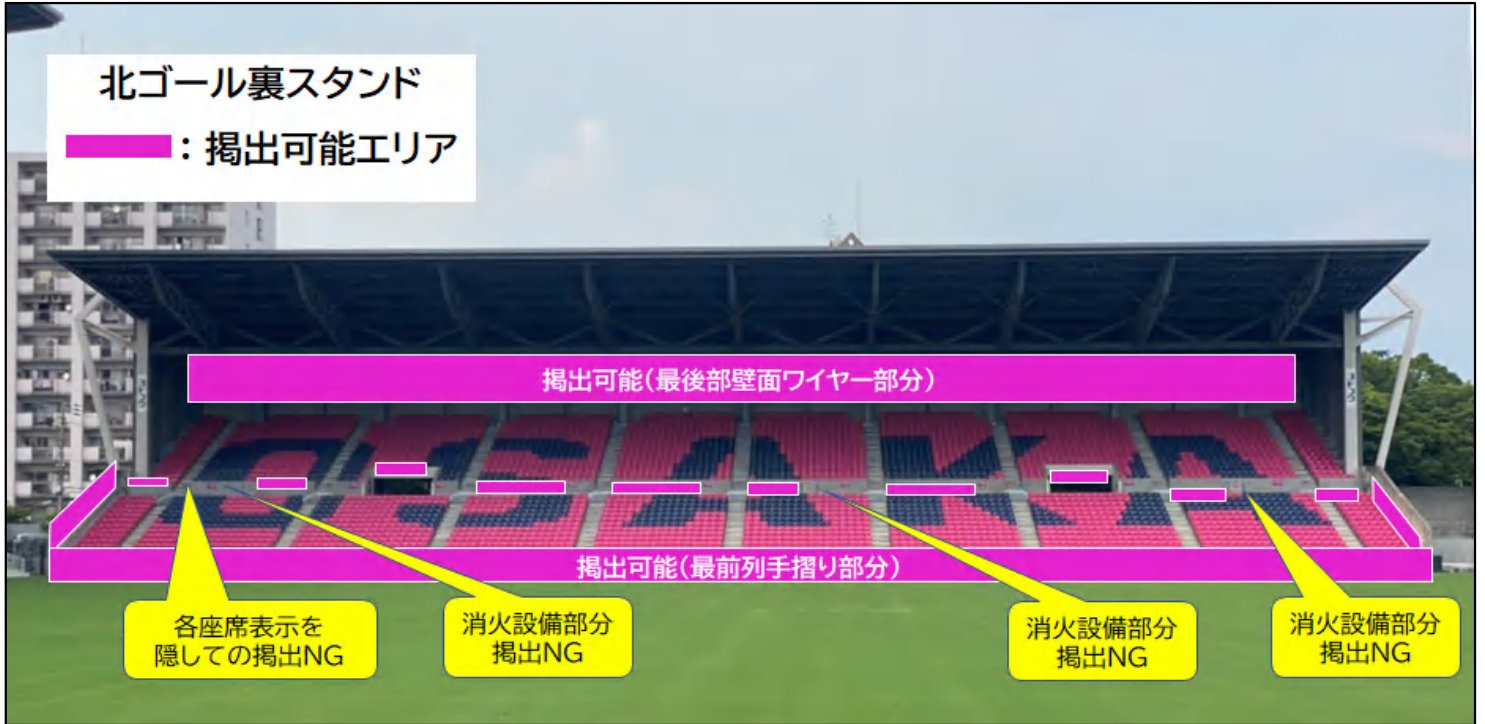 北ゴール裏スタンド
：掲出可能エリア
掲出可能（最後部壁面ワイヤー部分）
OSAKA
掲出可能（最前列手摺り部分）
各座席表示を
隠しての掲出NG
消火設備部分
掲出NG
消火設備部分
掲出NG
消火設備部分
掲出NG